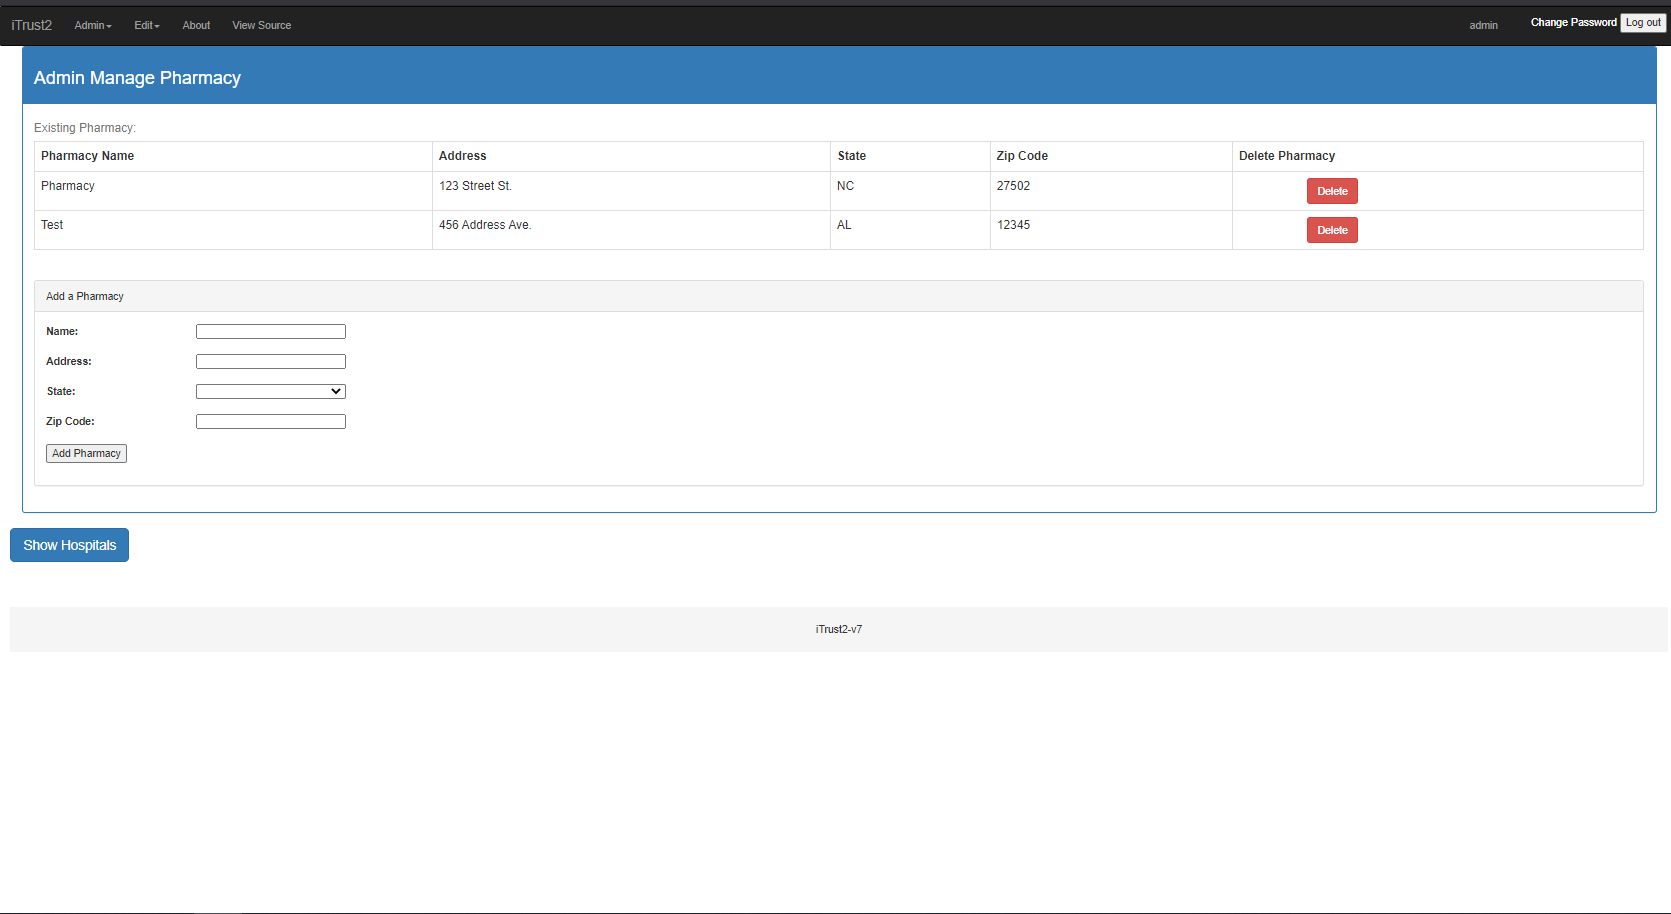 iTrust2 Admin Edit About View Source admin Change Password Log out
Admin Manage Pharmacy
Existing Pharmacy:
Pharmacy Name Address State Zip Code Delete Pharmacy
Pharmacy 123 Street St. NC 27502 Delete
Test 456 Address Ave. AL 12345 Delete
Add a Pharmacy
Name:
Address:
State:
Zip Code:
Add Pharmacy
Show Hospitals
iTrust2-v7